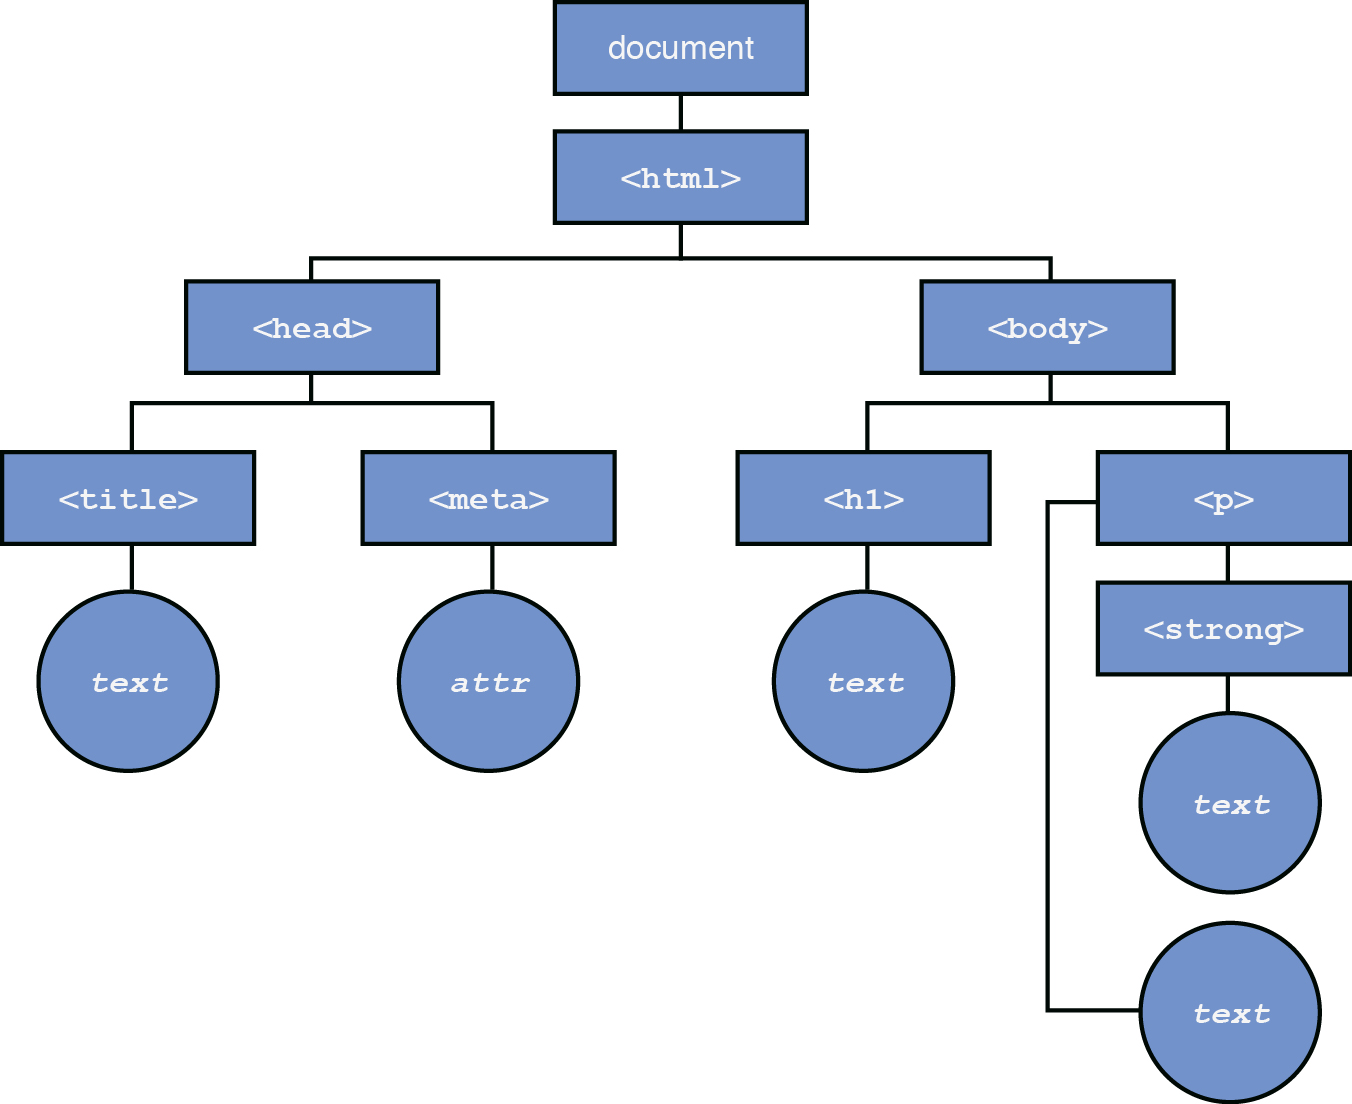 document
<html>
<head>
<body>
<title>
<meta>
<h1>
<p>
<strong>
text
attr
text
text
text